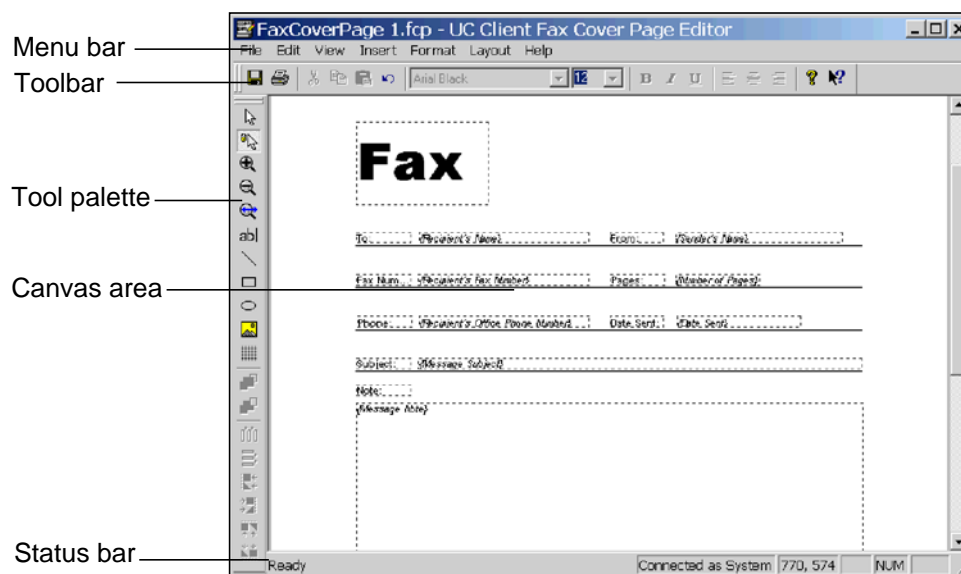 FaxCoverPage 1.fcp - UC Client Fax Cover Page Editor
Menu bar
File Edit View Insert Format Layout Help
Toolbar
Arial Black 12 B I U
Fax
Tool palette
abl
To: {Recipient's Name} From: {Sender's Name}
Canvas area
Fax Num: {Recipient's Fax Number} Pages: {Number of Pages}
Phone: {Recipient's Office Phone Number} Date Sent: {Date Sent}
Subject: {Message Subject}
Note:
{Message Note}
Status bar
Ready Connected as System 770, 574 NUM